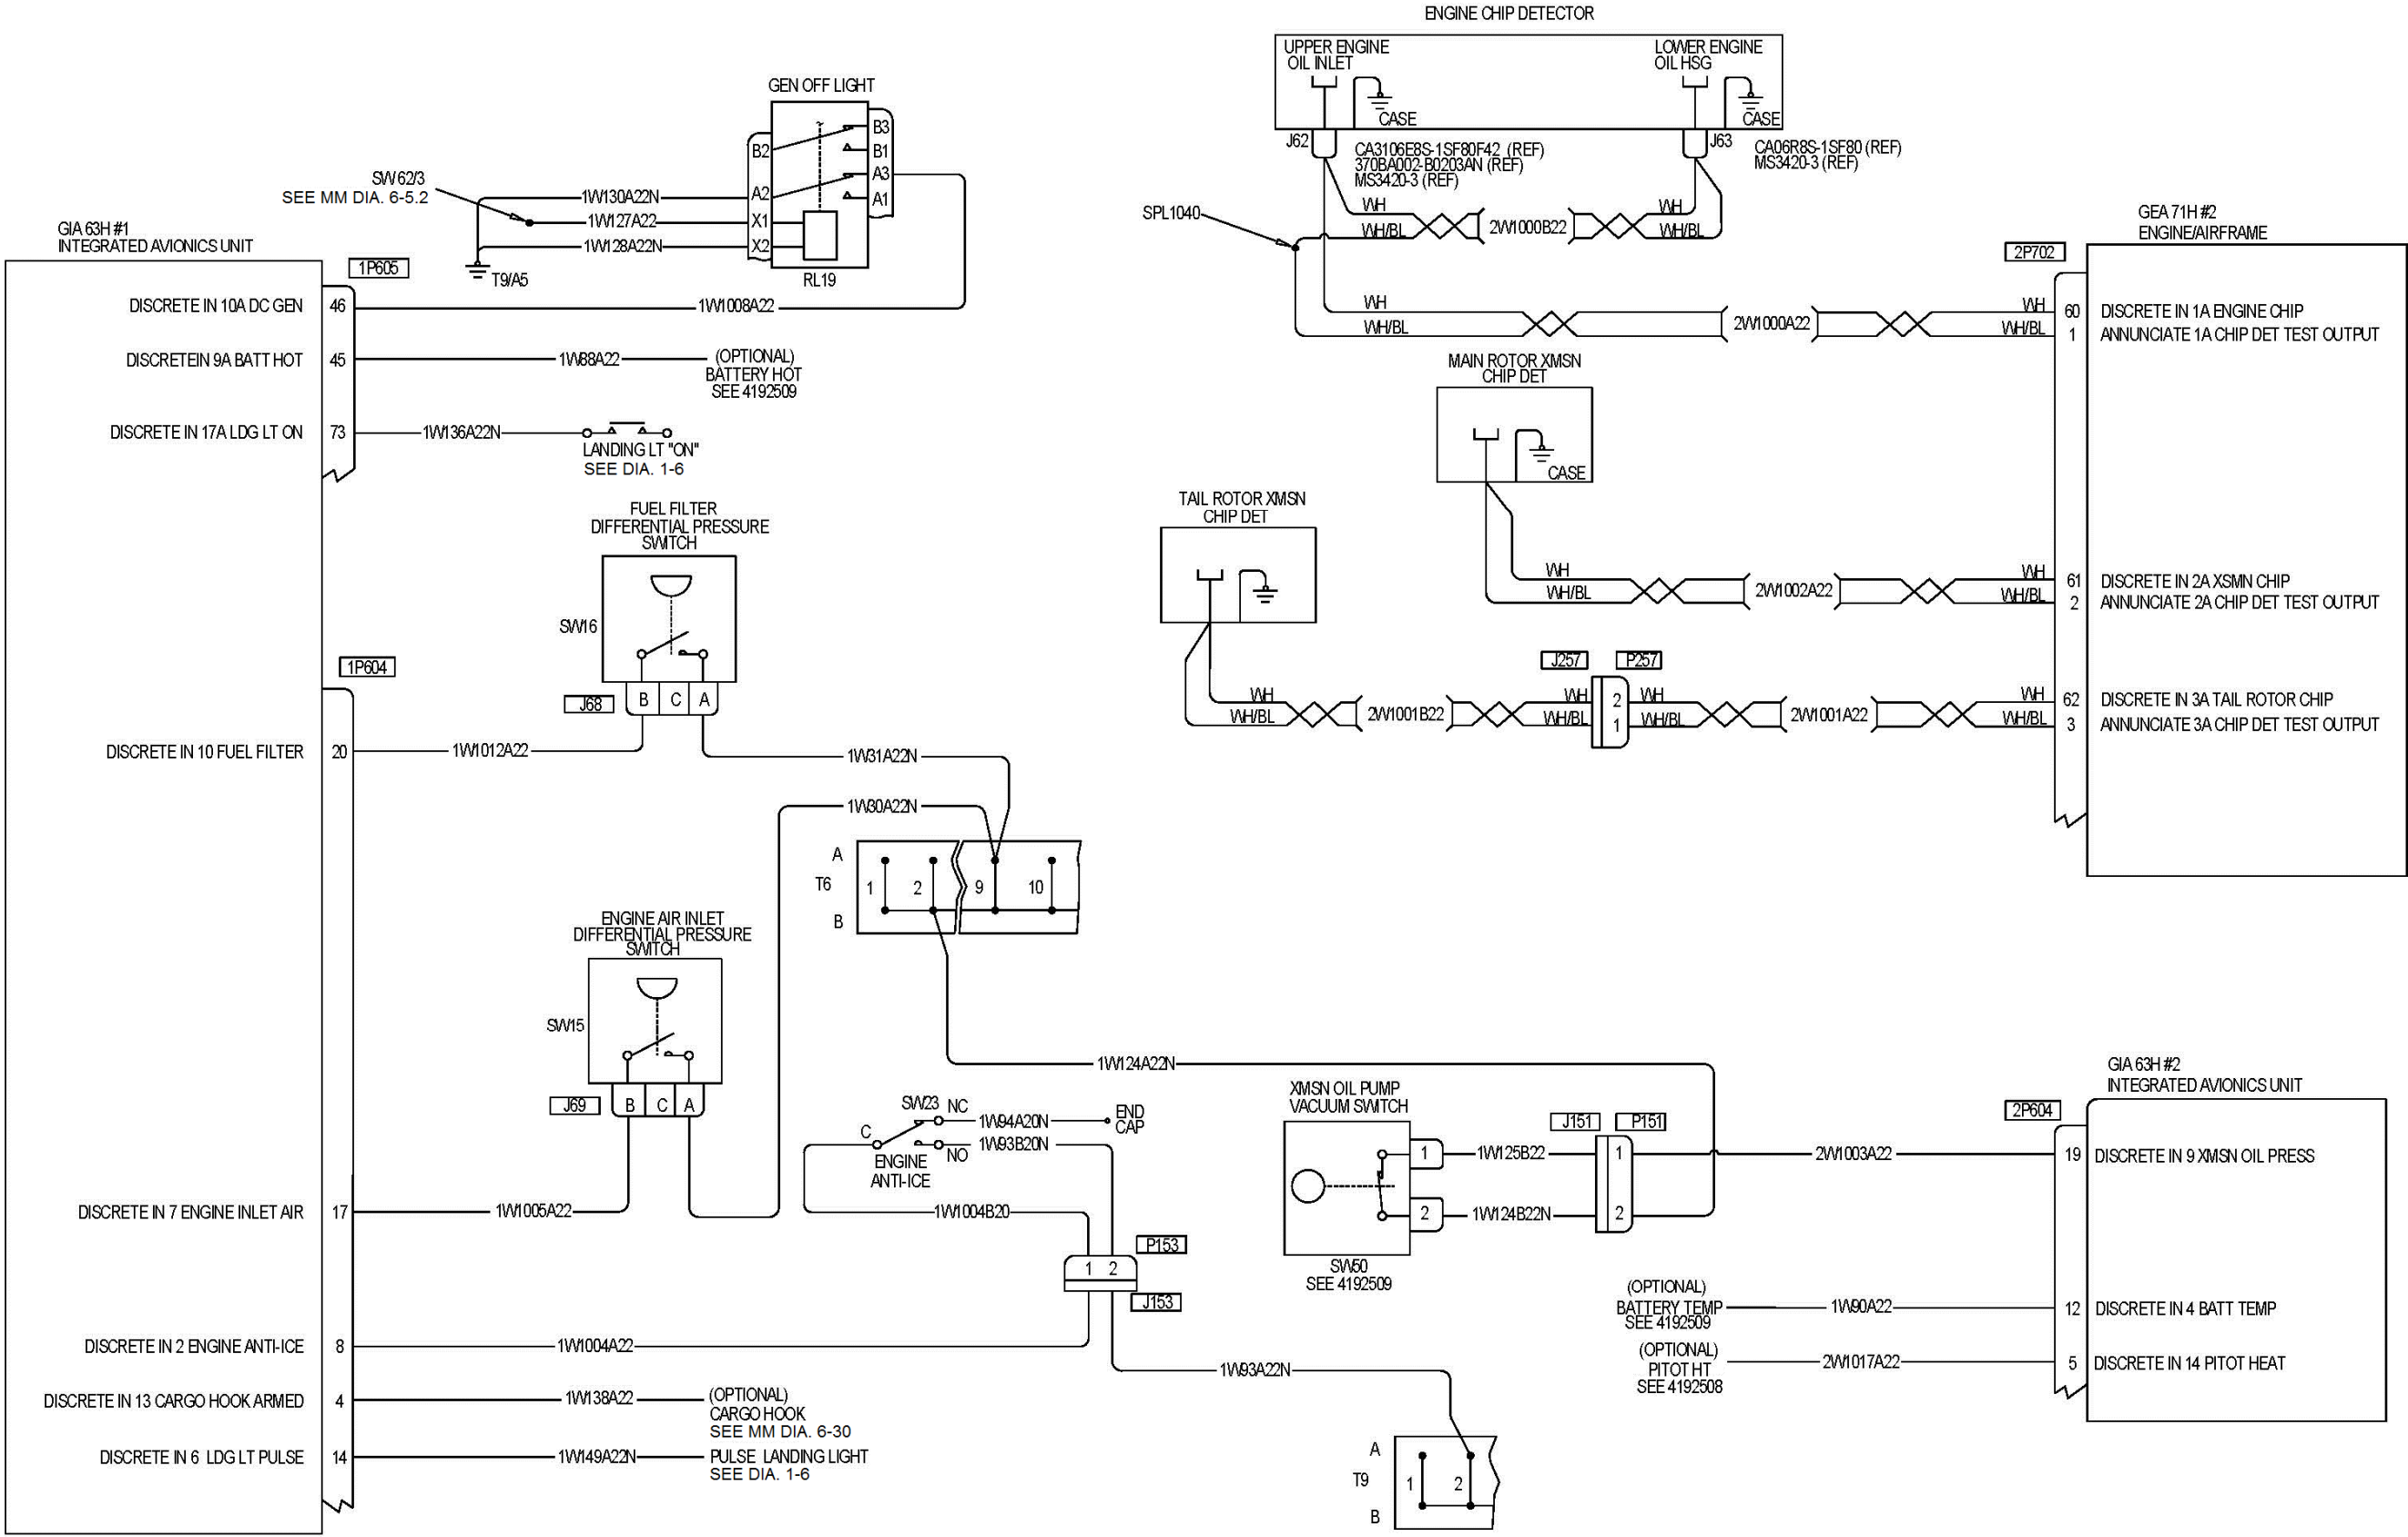 ENGINE CHIP DETECTOR
UPPER ENGINE
OIL INLET
LOWER ENGINE
OIL HSG
CASE
CASE
J62
CA3106E8S-1SF80F42 (REF)
370BA002-B0203AN (REF)
MS3420-3 (REF)
J63
CA06R8S-1SF80 (REF)
MS3420-3 (REF)
SPL1040
WH
WH/BL
2W1000B22
WH
WH/BL
WH
WH/BL
2W1000A22
WH
WH/BL
GEN OFF LIGHT
B2
A2
X1
X2
B3
B1
A3
A1
RL19
SW62/3
SEE MM DIA. 6-5.2
1W130A22N
1W127A22
1W128A22N
T9/A5
GIA 63H #1
INTEGRATED AVIONICS UNIT
1P605
DISCRETE IN 10A DC GEN
46
1W1008A22
DISCRETEIN 9A BATT HOT
45
1W88A22
(OPTIONAL)
BATTERY HOT
SEE 4192509
DISCRETE IN 17A LDG LT ON
73
1W136A22N
LANDING LT "ON"
SEE DIA. 1-6
FUEL FILTER
DIFFERENTIAL PRESSURE
SWITCH
SW16
J68
B
C
A
1P604
DISCRETE IN 10 FUEL FILTER
20
1W1012A22
1W31A22N
1W30A22N
A
T6
B
1
2
9
10
ENGINE AIR INLET
DIFFERENTIAL PRESSURE
SWITCH
SW15
J69
B
C
A
DISCRETE IN 7 ENGINE INLET AIR
17
1W1005A22
1W124A22N
SW23
NC
C
NO
ENGINE
ANTI-ICE
1W94A20N
END
CAP
1W93B20N
1W1004B20
P153
1
2
J153
DISCRETE IN 2 ENGINE ANTI-ICE
8
1W1004A22
1W93A22N
DISCRETE IN 13 CARGO HOOK ARMED
4
1W138A22
(OPTIONAL)
CARGO HOOK
SEE MM DIA. 6-30
DISCRETE IN 6 LDG LT PULSE
14
1W149A22N
PULSE LANDING LIGHT
SEE DIA. 1-6
A
T9
B
1
2
GEA 71H #2
ENGINE/AIRFRAME
2P702
60
DISCRETE IN 1A ENGINE CHIP
1
ANNUNCIATE 1A CHIP DET TEST OUTPUT
MAIN ROTOR XMSN
CHIP DET
CASE
WH
WH/BL
2W1002A22
WH
WH/BL
61
DISCRETE IN 2A XSMN CHIP
2
ANNUNCIATE 2A CHIP DET TEST OUTPUT
TAIL ROTOR XMSN
CHIP DET
WH
WH/BL
2W1001B22
WH
WH/BL
J257
P257
2
1
WH
WH/BL
2W1001A22
WH
WH/BL
62
DISCRETE IN 3A TAIL ROTOR CHIP
3
ANNUNCIATE 3A CHIP DET TEST OUTPUT
XMSN OIL PUMP
VACUUM SWITCH
1
2
SW50
SEE 4192509
1W125B22
1W124B22N
J151
P151
1
2
2W1003A22
GIA 63H #2
INTEGRATED AVIONICS UNIT
2P604
19
DISCRETE IN 9 XMSN OIL PRESS
(OPTIONAL)
BATTERY TEMP
SEE 4192509
1W90A22
12
DISCRETE IN 4 BATT TEMP
(OPTIONAL)
PITOT HT
SEE 4192508
2W1017A22
5
DISCRETE IN 14 PITOT HEAT